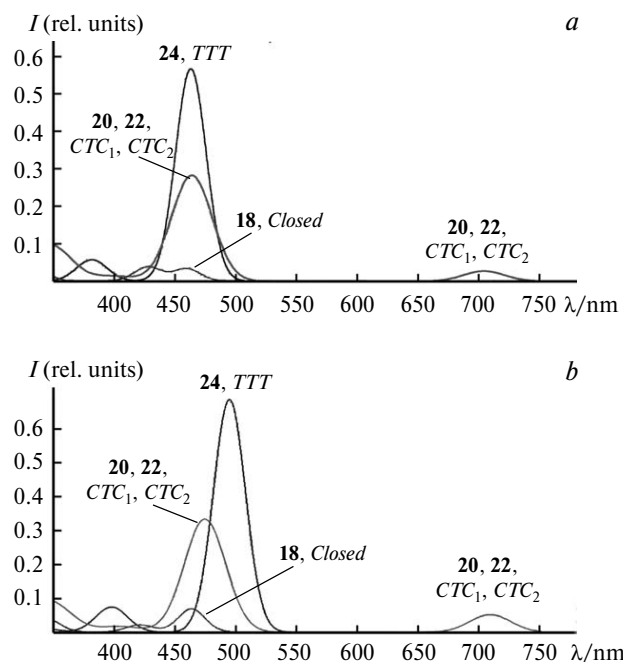 I (rel. units)
a
24, TTT
0.6
0.5
0.4
20, 22,
CTC₁, CTC₂
0.3
0.2
18, Closed
20, 22,
CTC₁, CTC₂
0.1
400 450 500 550 600 650 700 750 λ/nm
I (rel. units)
b
24, TTT
0.6
0.5
20, 22,
CTC₁, CTC₂
0.4
0.3
0.2
18, Closed
20, 22,
CTC₁, CTC₂
0.1
400 450 500 550 600 650 700 750 λ/nm